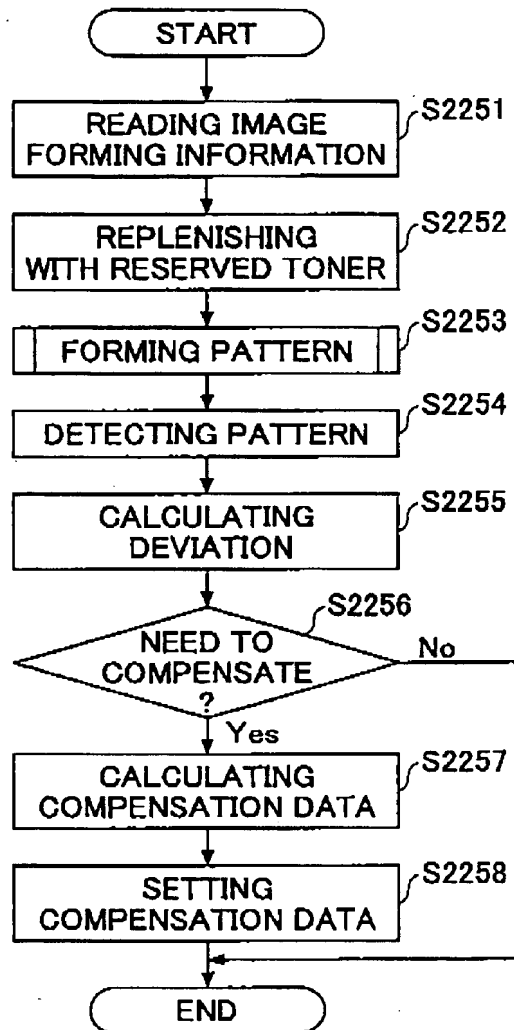 START
READING IMAGE
FORMING INFORMATION
S2251
REPLENISHING
WITH RESERVED TONER
S2252
FORMING PATTERN
S2253
DETECTING PATTERN
S2254
CALCULATING
DEVIATION
S2255
NEED TO
COMPENSATE
?
S2256
No
Yes
CALCULATING
COMPENSATION DATA
S2257
SETTING
COMPENSATION DATA
S2258
END